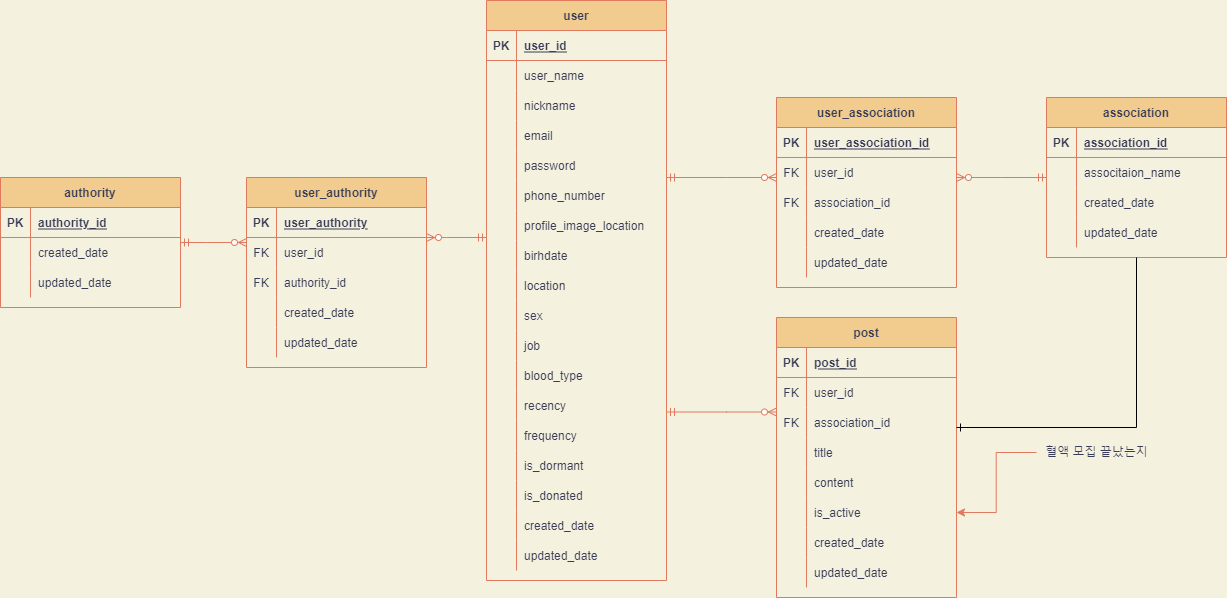 authority
PK authority_id
created_date
updated_date
user_authority
PK user_authority
FK user_id
FK authority_id
created_date
updated_date
user
PK user_id
user_name
nickname
email
password
phone_number
profile_image_location
birhdate
location
sex
job
blood_type
recency
frequency
is_dormant
is_donated
created_date
updated_date
user_association
PK user_association_id
FK user_id
FK association_id
created_date
updated_date
association
PK association_id
associtaion_name
created_date
updated_date
post
PK post_id
FK user_id
FK association_id
title
content
is_active
created_date
updated_date
혈액 모집 끝났는지